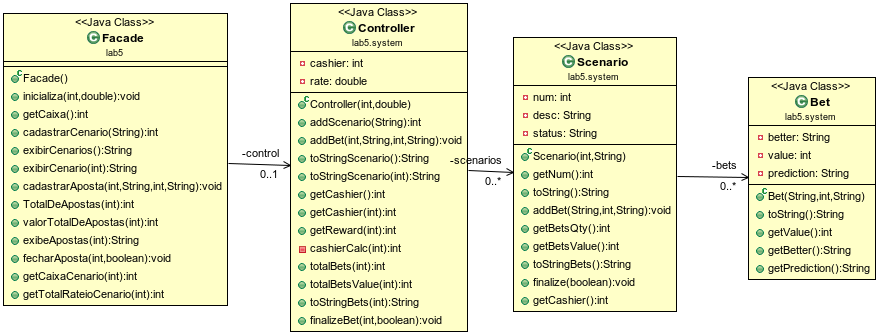 <<Java Class>>
Facade
lab5
Facade()
inicializa(int,double):void
getCaixa():int
cadastrarCenario(String):int
exibirCenarios():String
exibirCenario(int):String
cadastrarAposta(int,String,int,String):void
TotalDeApostas(int):int
valorTotalDeApostas(int):int
exibeApostas(int):String
fecharAposta(int,boolean):void
getCaixaCenario(int):int
getTotalRateioCenario(int):int
-control
0..1
<<Java Class>>
Controller
lab5.system
cashier: int
rate: double
Controller(int,double)
addScenario(String):int
addBet(int,String,int,String):void
toStringScenario():String
toStringScenario(int):String
getCashier():int
getCashier(int):int
getReward(int):int
cashierCalc(int):int
totalBets(int):int
totalBetsValue(int):int
toStringBets(int):String
finalizeBet(int,boolean):void
-scenarios
0..*
<<Java Class>>
Scenario
lab5.system
num: int
desc: String
status: String
Scenario(int,String)
getNum():int
toString():String
addBet(String,int,String):void
getBetsQty():int
getBetsValue():int
toStringBets():String
finalize(boolean):void
getCashier():int
-bets
0..*
<<Java Class>>
Bet
lab5.system
better: String
value: int
prediction: String
Bet(String,int,String)
toString():String
getValue():int
getBetter():String
getPrediction():String